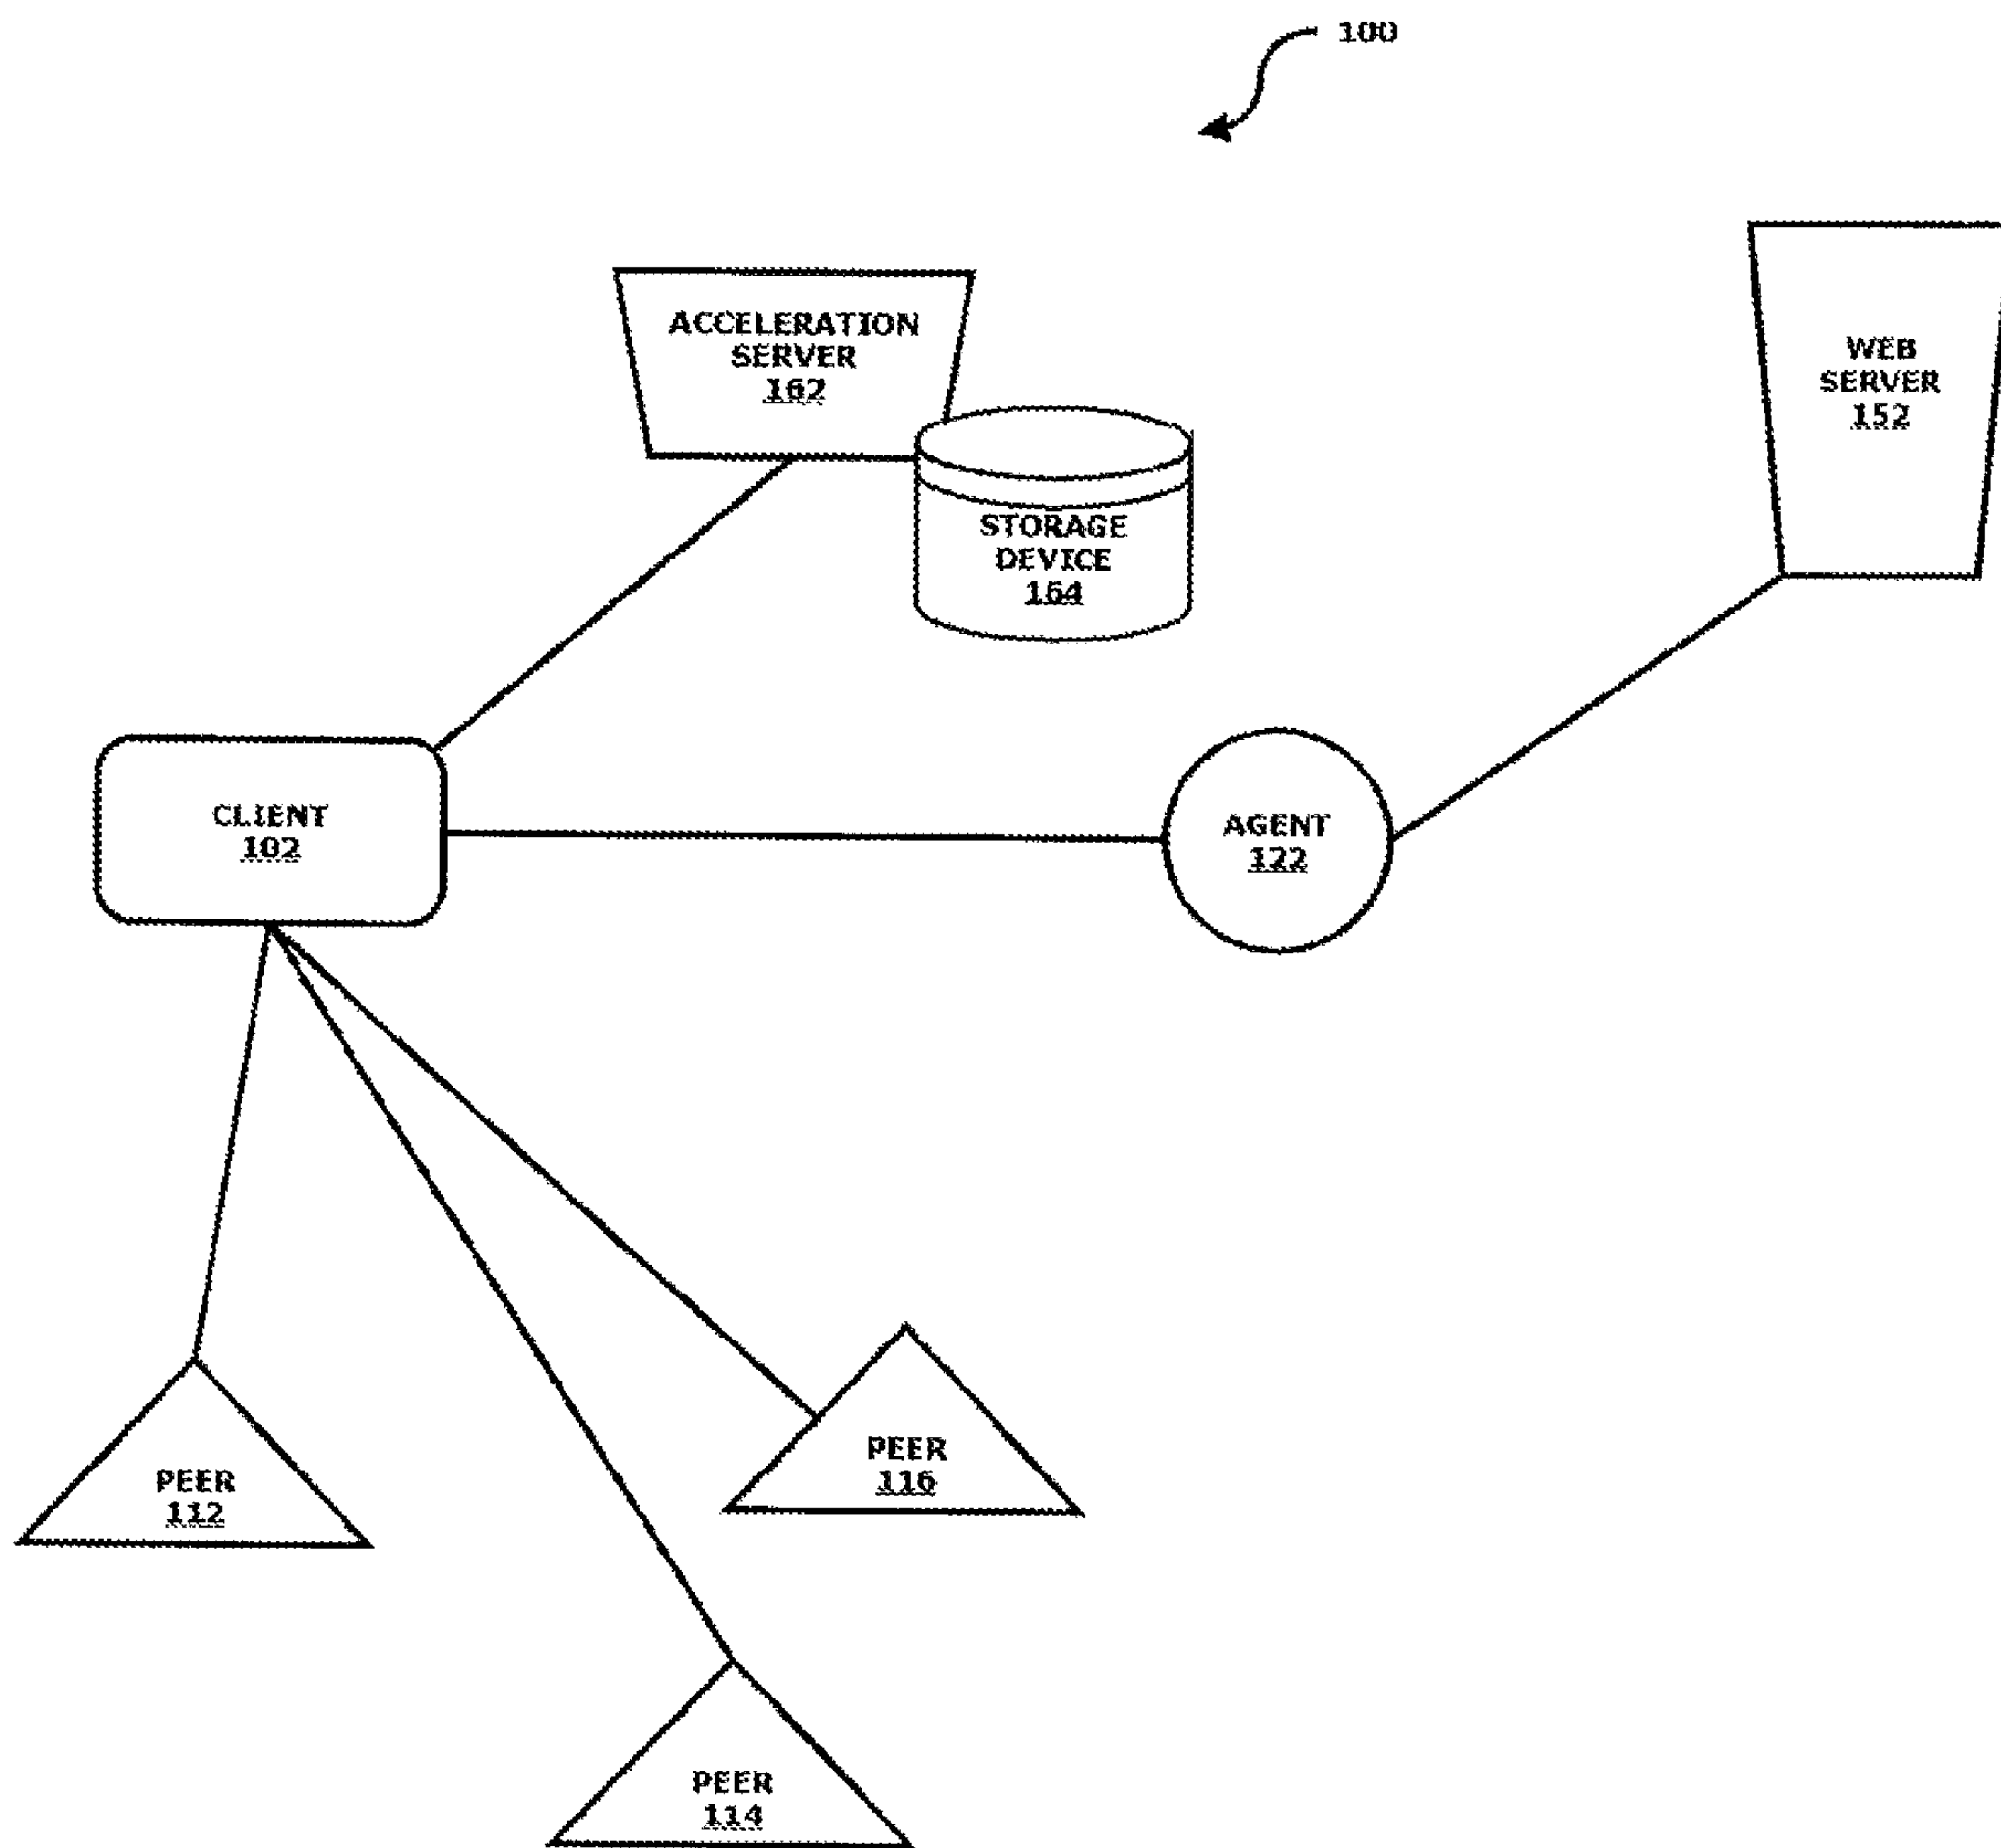 100
ACCELERATION
SERVER
162
WEB
SERVER
152
STORAGE
DEVICE
164
CLIENT
102
AGENT
122
PEER
116
PEER
112
PEER
114